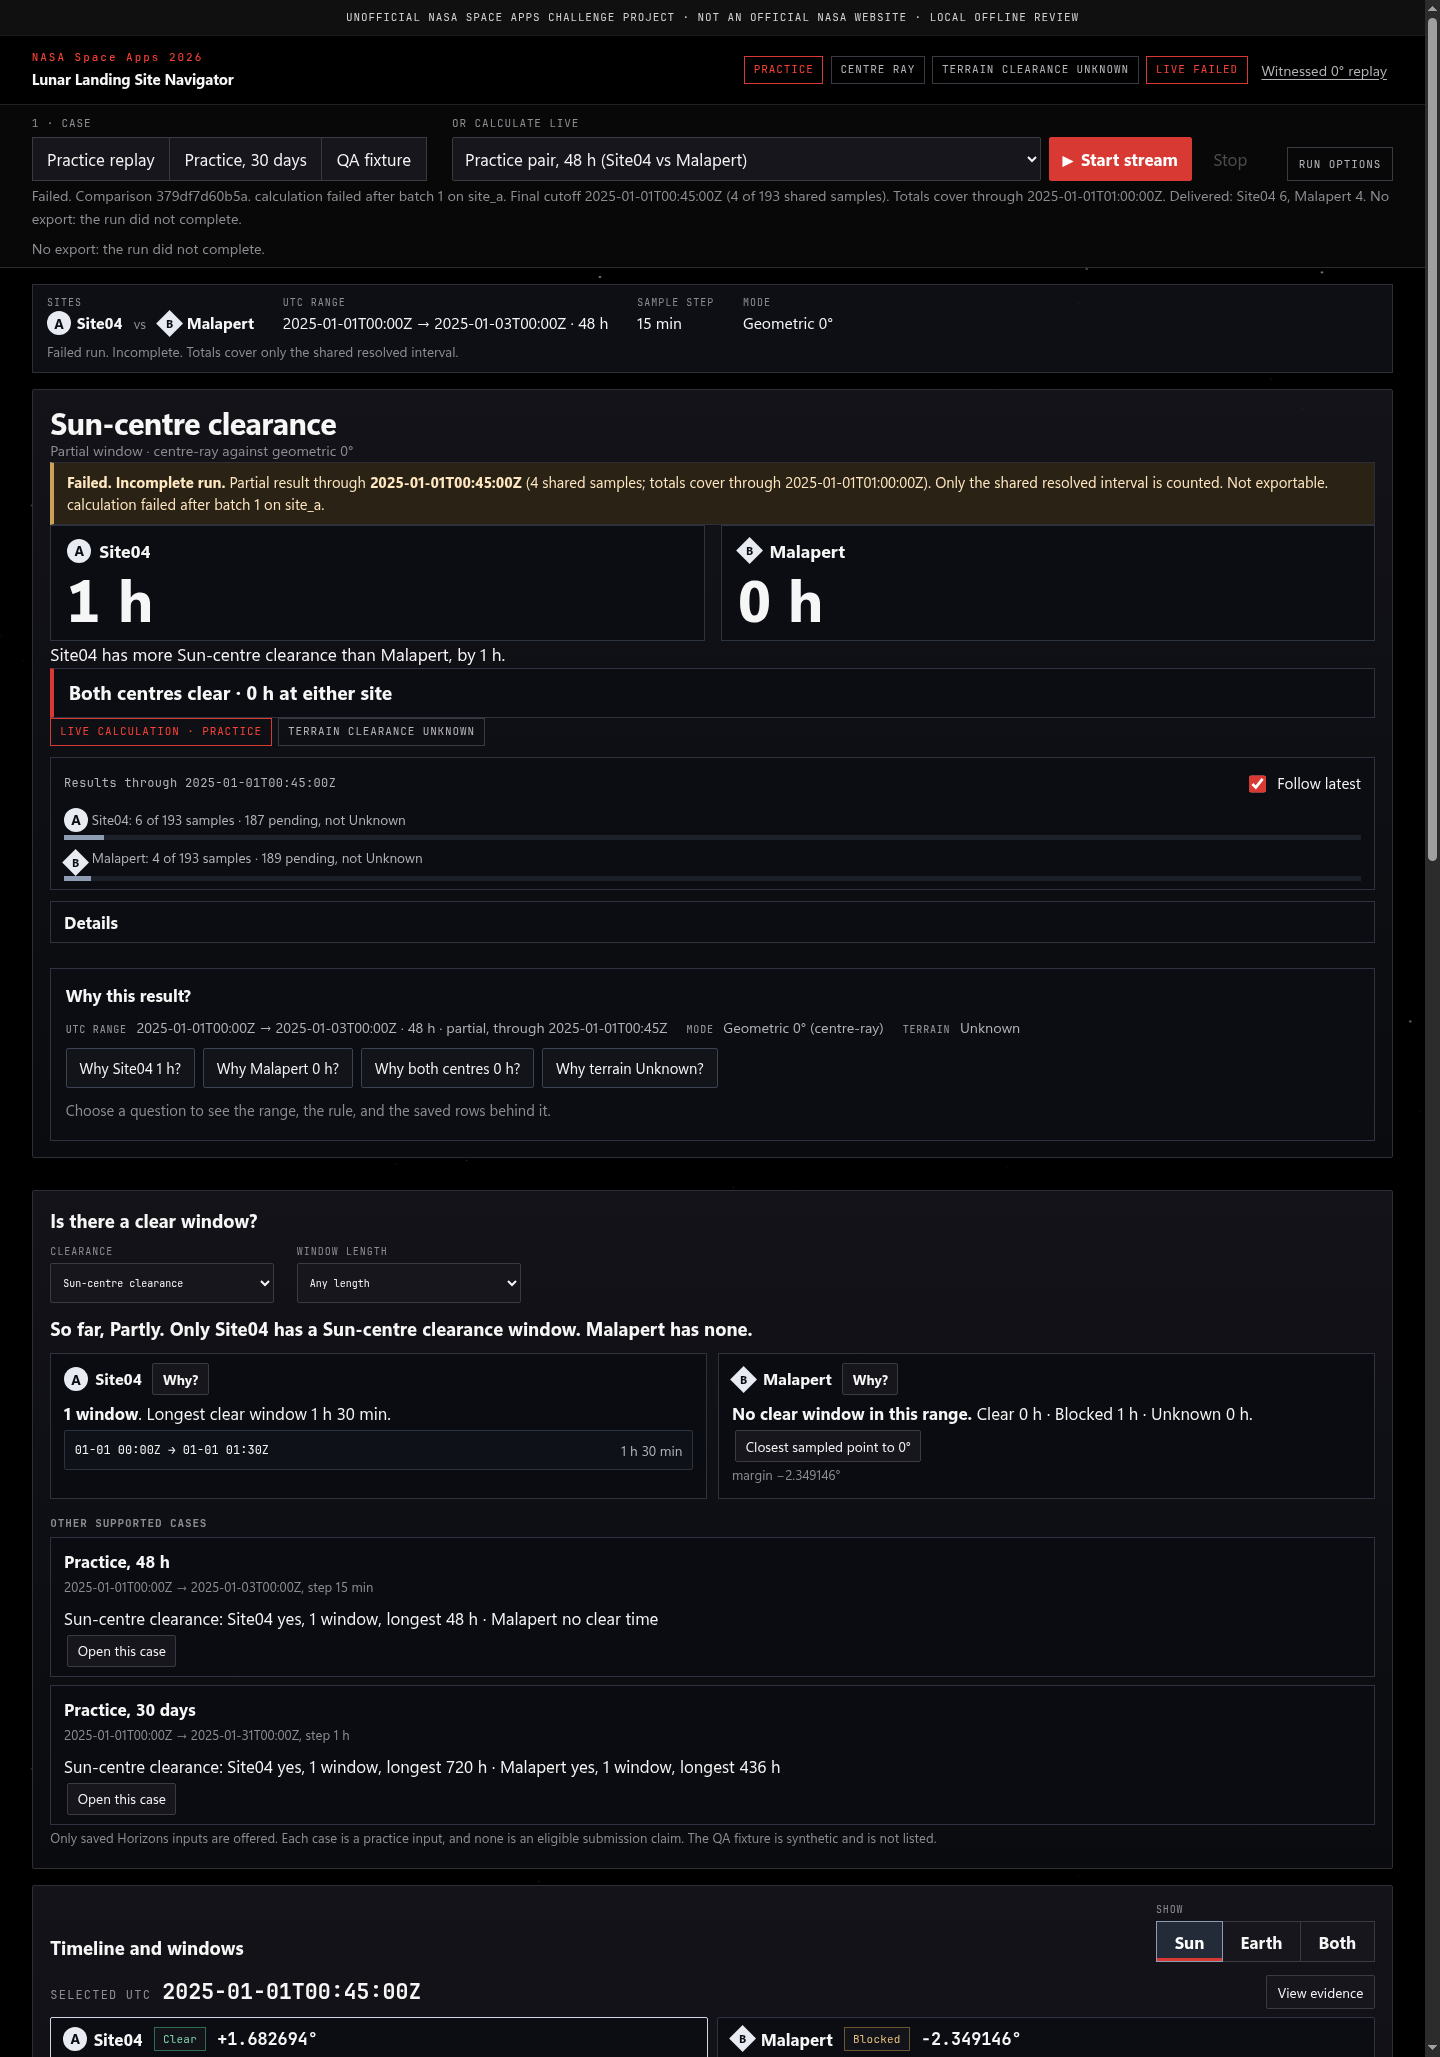 UNOFFICIAL NASA SPACE APPS CHALLENGE PROJECT · NOT AN OFFICIAL NASA WEBSITE · LOCAL OFFLINE REVIEW
NASA Space Apps 2026
Lunar Landing Site Navigator
PRACTICE
CENTRE RAY
TERRAIN CLEARANCE UNKNOWN
LIVE FAILED
Witnessed 0° replay
1 · CASE
Practice replay
Practice, 30 days
QA fixture
OR CALCULATE LIVE
Practice pair, 48 h (Site04 vs Malapert)
▶ Start stream
Stop
RUN OPTIONS
Failed. Comparison 379df7d60b5a. calculation failed after batch 1 on site_a. Final cutoff 2025-01-01T00:45:00Z (4 of 193 shared samples). Totals cover through 2025-01-01T01:00:00Z. Delivered: Site04 6, Malapert 4. No
export: the run did not complete.
No export: the run did not complete.
SITES
A Site04 vs B Malapert
UTC RANGE
2025-01-01T00:00Z → 2025-01-03T00:00Z · 48 h
SAMPLE STEP
15 min
MODE
Geometric 0°
Failed run. Incomplete. Totals cover only the shared resolved interval.
Sun-centre clearance
Partial window · centre-ray against geometric 0°
Failed. Incomplete run. Partial result through 2025-01-01T00:45:00Z (4 shared samples; totals cover through 2025-01-01T01:00:00Z). Only the shared resolved interval is counted. Not exportable.
calculation failed after batch 1 on site_a.
A Site04
1 h
B Malapert
0 h
Site04 has more Sun-centre clearance than Malapert, by 1 h.
Both centres clear · 0 h at either site
LIVE CALCULATION · PRACTICE
TERRAIN CLEARANCE UNKNOWN
Results through 2025-01-01T00:45:00Z
Follow latest
A Site04: 6 of 193 samples · 187 pending, not Unknown
B Malapert: 4 of 193 samples · 189 pending, not Unknown
Details
Why this result?
UTC RANGE 2025-01-01T00:00Z → 2025-01-03T00:00Z · 48 h · partial, through 2025-01-01T00:45Z MODE Geometric 0° (centre-ray) TERRAIN Unknown
Why Site04 1 h?
Why Malapert 0 h?
Why both centres 0 h?
Why terrain Unknown?
Choose a question to see the range, the rule, and the saved rows behind it.
Is there a clear window?
CLEARANCE
Sun-centre clearance
WINDOW LENGTH
Any length
So far, Partly. Only Site04 has a Sun-centre clearance window. Malapert has none.
A Site04 Why?
1 window. Longest clear window 1 h 30 min.
01-01 00:00Z → 01-01 01:30Z 1 h 30 min
B Malapert Why?
No clear window in this range. Clear 0 h · Blocked 1 h · Unknown 0 h.
Closest sampled point to 0°
margin −2.349146°
OTHER SUPPORTED CASES
Practice, 48 h
2025-01-01T00:00Z → 2025-01-03T00:00Z, step 15 min
Sun-centre clearance: Site04 yes, 1 window, longest 48 h · Malapert no clear time
Open this case
Practice, 30 days
2025-01-01T00:00Z → 2025-01-31T00:00Z, step 1 h
Sun-centre clearance: Site04 yes, 1 window, longest 720 h · Malapert yes, 1 window, longest 436 h
Open this case
Only saved Horizons inputs are offered. Each case is a practice input, and none is an eligible submission claim. The QA fixture is synthetic and is not listed.
Timeline and windows
SHOW
Sun
Earth
Both
SELECTED UTC 2025-01-01T00:45:00Z
View evidence
A Site04 Clear +1.682694°
B Malapert Blocked -2.349146°